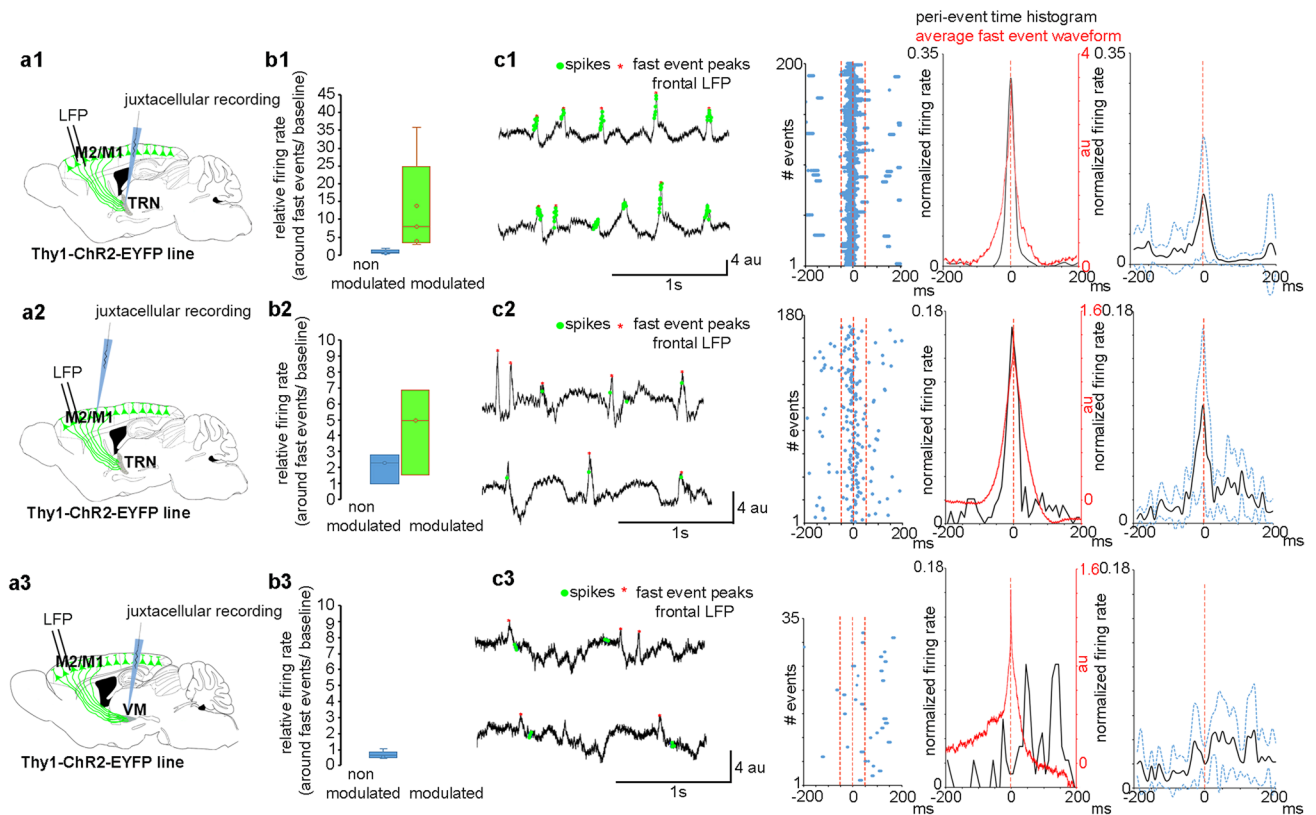 peri-event time histogram
average fast event waveform
a1
juxtacellular recording
LFP
M2/M1
TRN
Thy1-ChR2-EYFP line
b1
relative firing rate
(around fast events/ baseline)
45
40
35
30
25
20
15
10
5
0
non
modulated modulated
c1
spikes * fast event peaks
frontal LFP
4 au
1s
200
# events
1
-200 0 200
ms
0.35
normalized firing rate
0
-200 0 200
ms
4
au
0
0.35
normalized firing rate
0
-200 0 200
ms
a2
juxtacellular recording
LFP
M2/M1
TRN
Thy1-ChR2-EYFP line
b2
relative firing rate
(around fast events/ baseline)
10
9
8
7
6
5
4
3
2
1
0
non
modulated modulated
c2
spikes * fast event peaks
frontal LFP
4 au
1s
180
# events
1
-200 0 200
ms
0.18
normalized firing rate
0
-200 0 200
ms
1.6
au
0
0.18
normalized firing rate
0
-200 0 200
ms
a3
juxtacellular recording
LFP
M2/M1
VM
Thy1-ChR2-EYFP line
b3
relative firing rate
(around fast events/ baseline)
10
9
8
7
6
5
4
3
2
1
0
non
modulated modulated
c3
spikes * fast event peaks
frontal LFP
4 au
1s
35
# events
1
-200 0 200
ms
0.18
normalized firing rate
0
-200 0 200
ms
1.6
au
0
0.18
normalized firing rate
0
-200 0 200
ms